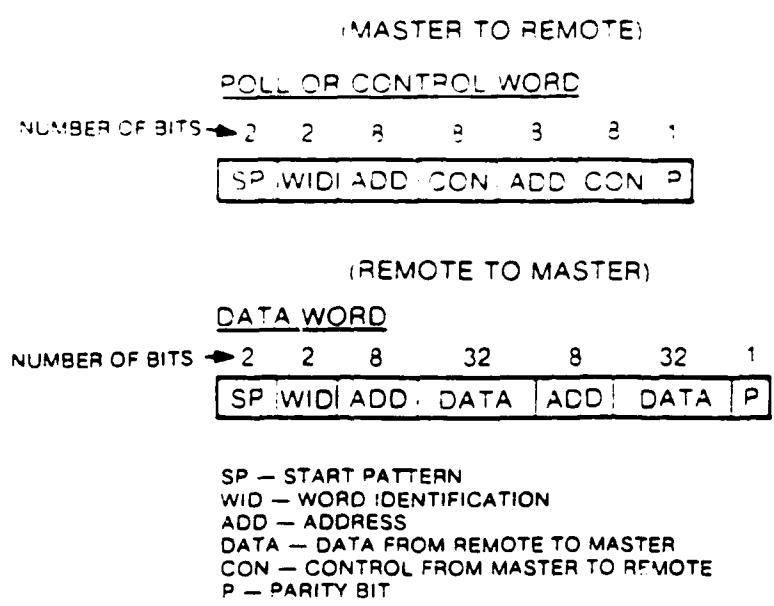 (MASTER TO REMOTE)
POLL OR CONTROL WORD
NUMBER OF BITS 2 2 8 8 8 8 1
SP WID ADD CON ADD CON P
(REMOTE TO MASTER)
DATA WORD
NUMBER OF BITS 2 2 8 32 8 32 1
SP WID ADD DATA ADD DATA P
SP — START PATTERN
WID — WORD IDENTIFICATION
ADD — ADDRESS
DATA — DATA FROM REMOTE TO MASTER
CON — CONTROL FROM MASTER TO REMOTE
P — PARITY BIT